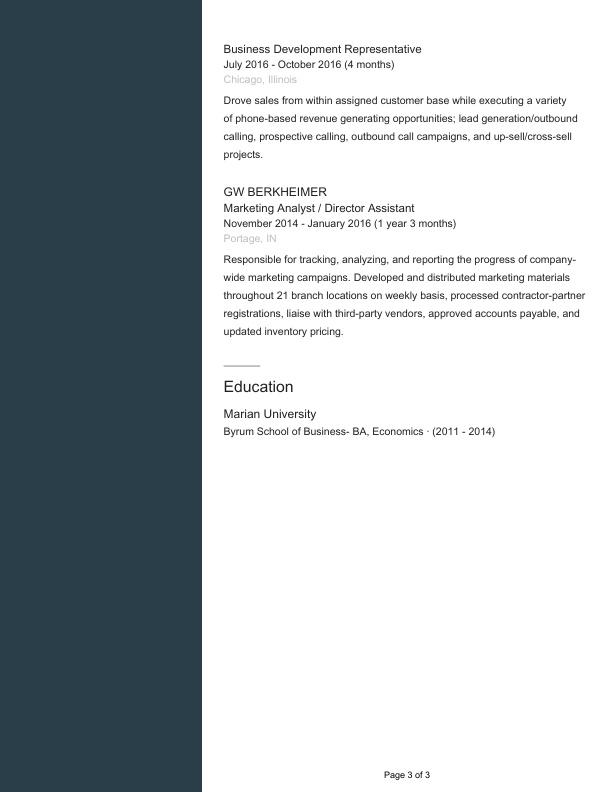 Business Development Representative
July 2016 - October 2016 (4 months)
Chicago, Illinois
Drove sales from within assigned customer base while executing a variety
of phone-based revenue generating opportunities; lead generation/outbound
calling, prospective calling, outbound call campaigns, and up-sell/cross-sell
projects.
GW BERKHEIMER
Marketing Analyst / Director Assistant
November 2014 - January 2016 (1 year 3 months)
Portage, IN
Responsible for tracking, analyzing, and reporting the progress of company-
wide marketing campaigns. Developed and distributed marketing materials
throughout 21 branch locations on weekly basis, processed contractor-partner
registrations, liaise with third-party vendors, approved accounts payable, and
updated inventory pricing.
Education
Marian University
Byrum School of Business- BA, Economics · (2011 - 2014)
Page 3 of 3